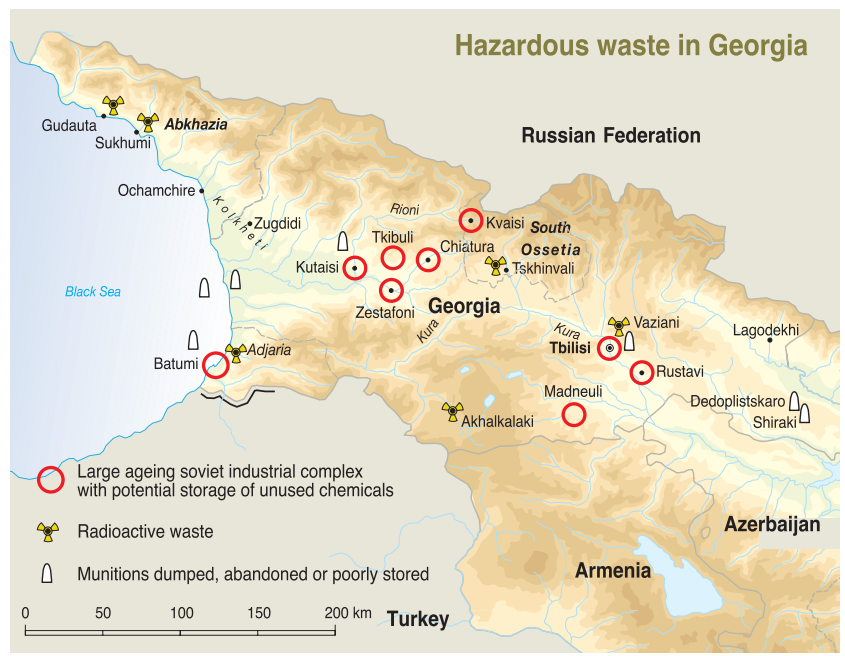 Hazardous waste in Georgia
Russian Federation
Gudauta
Abkhazia
Sukhumi
Ochamchire
Kolkheti
Zugdidi
Rioni
Kvaisi
South
Ossetia
Tkibuli
Chiatura
Kutaisi
Tskhinvali
Black Sea
Zestafoni
Georgia
Kura
Kura
Vaziani
Lagodekhi
Tbilisi
Batumi
Adjaria
Rustavi
Madneuli
Dedoplistskaro
Shiraki
Akhalkalaki
Large ageing soviet industrial complex
with potential storage of unused chemicals
Radioactive waste
Azerbaijan
Munitions dumped, abandoned or poorly stored
Armenia
0 50 100 150 200 km
Turkey